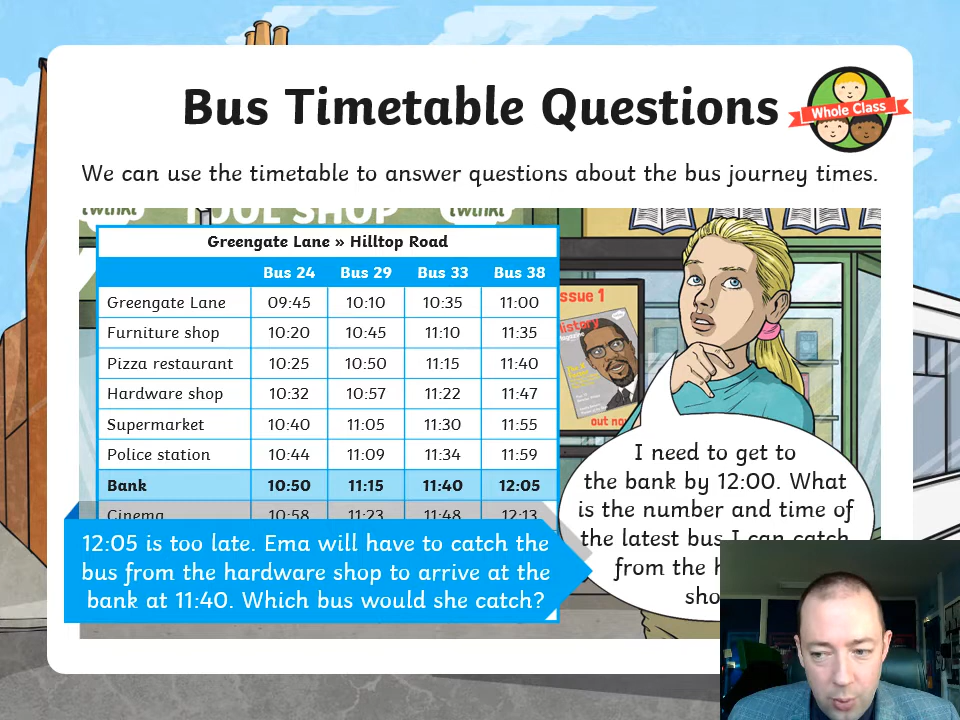 Bus Timetable Questions
Whole Class
We can use the timetable to answer questions about the bus journey times.
twinkl TOOL SHOP twinkl
Greengate Lane » Hilltop Road
Bus 24 Bus 29 Bus 33 Bus 38
Greengate Lane 09:45 10:10 10:35 11:00
Furniture shop 10:20 10:45 11:10 11:35
Pizza restaurant 10:25 10:50 11:15 11:40
Hardware shop 10:32 10:57 11:22 11:47
Supermarket 10:40 11:05 11:30 11:55
Police station 10:44 11:09 11:34 11:59
Bank 10:50 11:15 11:40 12:05
Cinema 10:58 11:23 11:48 12:13
12:05 is too late. Ema will have to catch the
bus from the hardware shop to arrive at the
bank at 11:40. Which bus would she catch?
ssue 1
History
out now
I need to get to
the bank by 12:00. What
is the number and time of
the latest bus I can catch
from the
sho